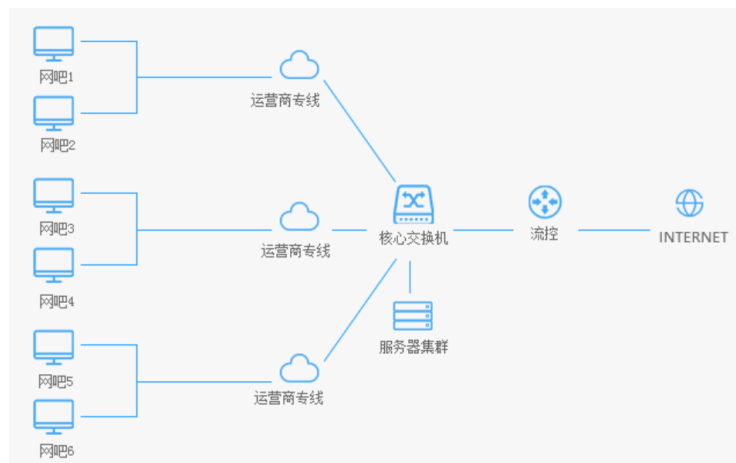 网吧1
运营商专线
网吧2
网吧3
运营商专线
核心交换机
流控
INTERNET
网吧4
服务器集群
网吧5
运营商专线
网吧6